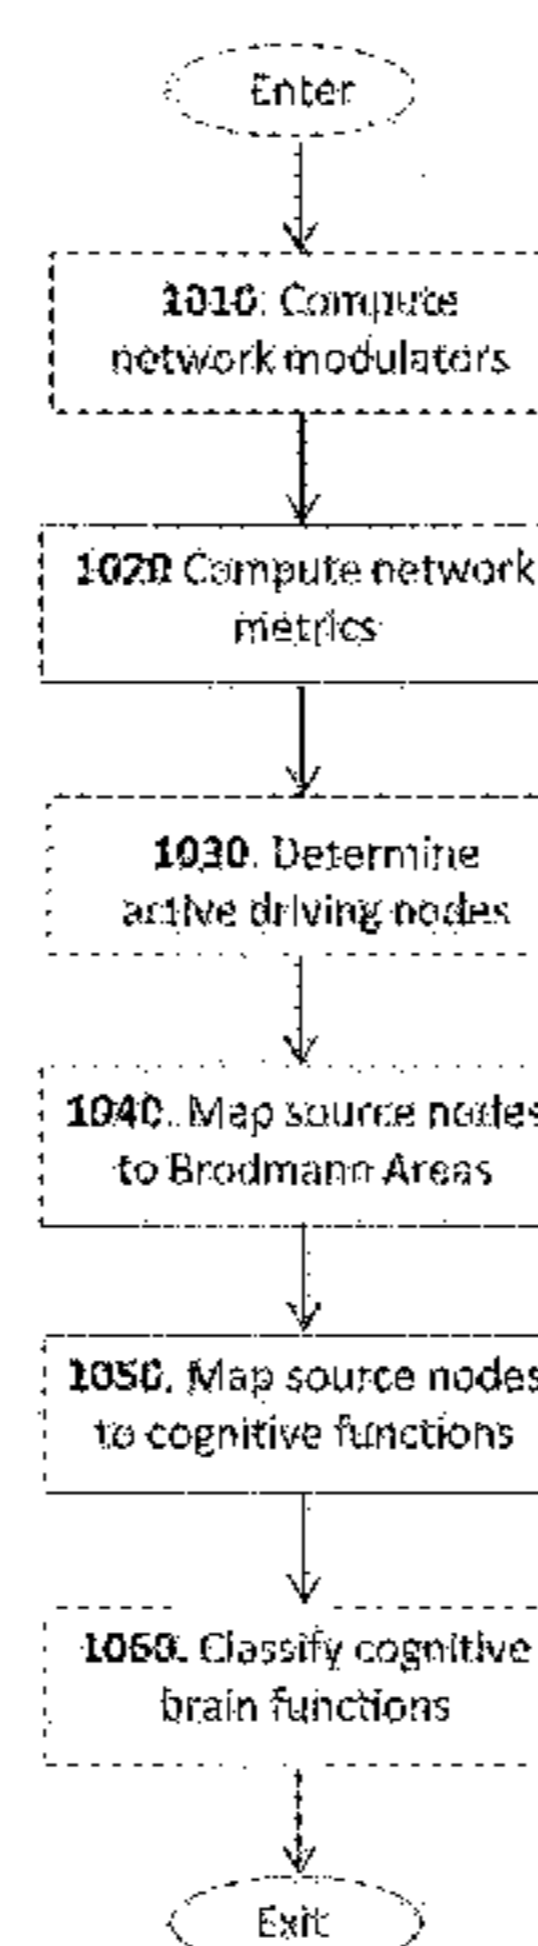 Enter
1010. Compute
network modulators
1020 Compute network
metrics
1030. Determine
active driving nodes
1040. Map source nodes
to Brodmann Areas
1050. Map source nodes
to cognitive functions
1060. Classify cognitive
brain functions
Exit